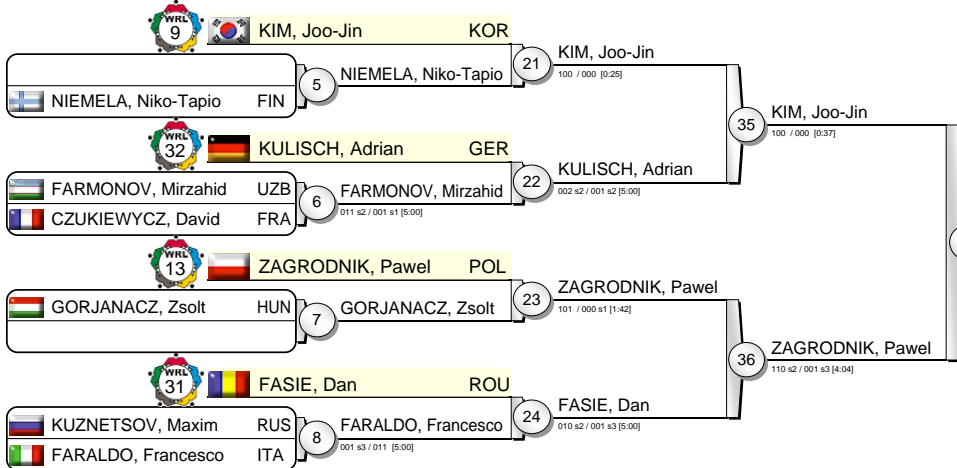 WRL
9
KIM, Joo-Jin KOR
NIEMELA, Niko-Tapio FIN
5
NIEMELA, Niko-Tapio
21
KIM, Joo-Jin
100 / 000 [0:25]
WRL
32
KULISCH, Adrian GER
FARMONOV, Mirzahid UZB
CZUKIEWYCZ, David FRA
6
FARMONOV, Mirzahid
011 s2 / 001 s1 [5:00]
22
KULISCH, Adrian
002 s2 / 001 s2 [5:00]
35
KIM, Joo-Jin
100 / 000 [0:37]
WRL
13
ZAGRODNIK, Pawel POL
GORJANACZ, Zsolt HUN
7
GORJANACZ, Zsolt
23
ZAGRODNIK, Pawel
101 / 000 s1 [1:42]
WRL
31
FASIE, Dan ROU
KUZNETSOV, Maxim RUS
FARALDO, Francesco ITA
8
FARALDO, Francesco
001 s3 / 011 [5:00]
24
FASIE, Dan
010 s2 / 001 s3 [5:00]
36
ZAGRODNIK, Pawel
110 s2 / 001 s3 [4:04]